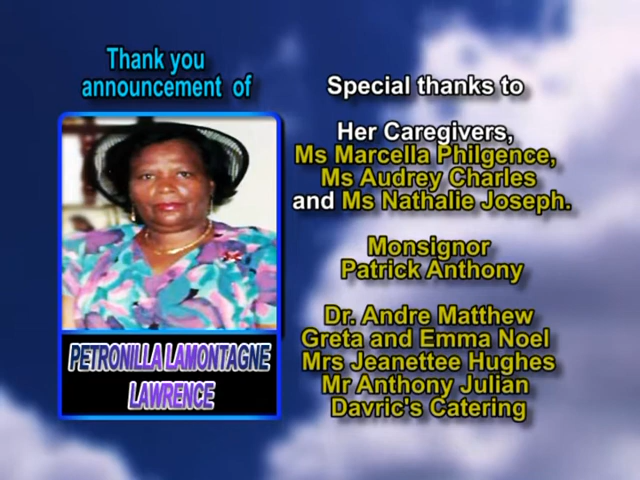 Thank you
announcement of
PETRONILLA LAMONTAGNE
LAWRENCE
Special thanks to
Her Caregivers,
Ms Marcella Philgence,
Ms Audrey Charles
and Ms Nathalie Joseph.
Monsignor
Patrick Anthony
Dr. Andre Matthew
Greta and Emma Noel
Mrs Jeanettee Hughes
Mr Anthony Julian
Davric's Catering